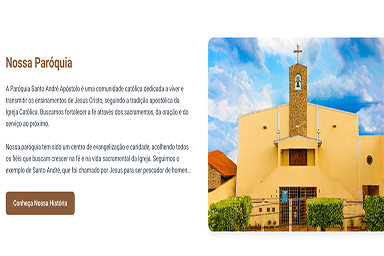 Nossa Paróquia
A Paróquia Santo André Apóstolo é uma comunidade católica dedicada a viver e
transmitir os ensinamentos de Jesus Cristo, seguindo a tradição apostólica da
Igreja Católica. Buscamos fortalecer a fé através dos sacramentos, da oração e do
serviço ao próximo.
Nossa paróquia tem sido um centro de evangelização e caridade, acolhendo todos
os fiéis que buscam crescer na fé e na vida sacramental da Igreja. Seguimos o
exemplo de Santo André, que foi chamado por Jesus para ser pescador de homen...
Conheça Nossa História